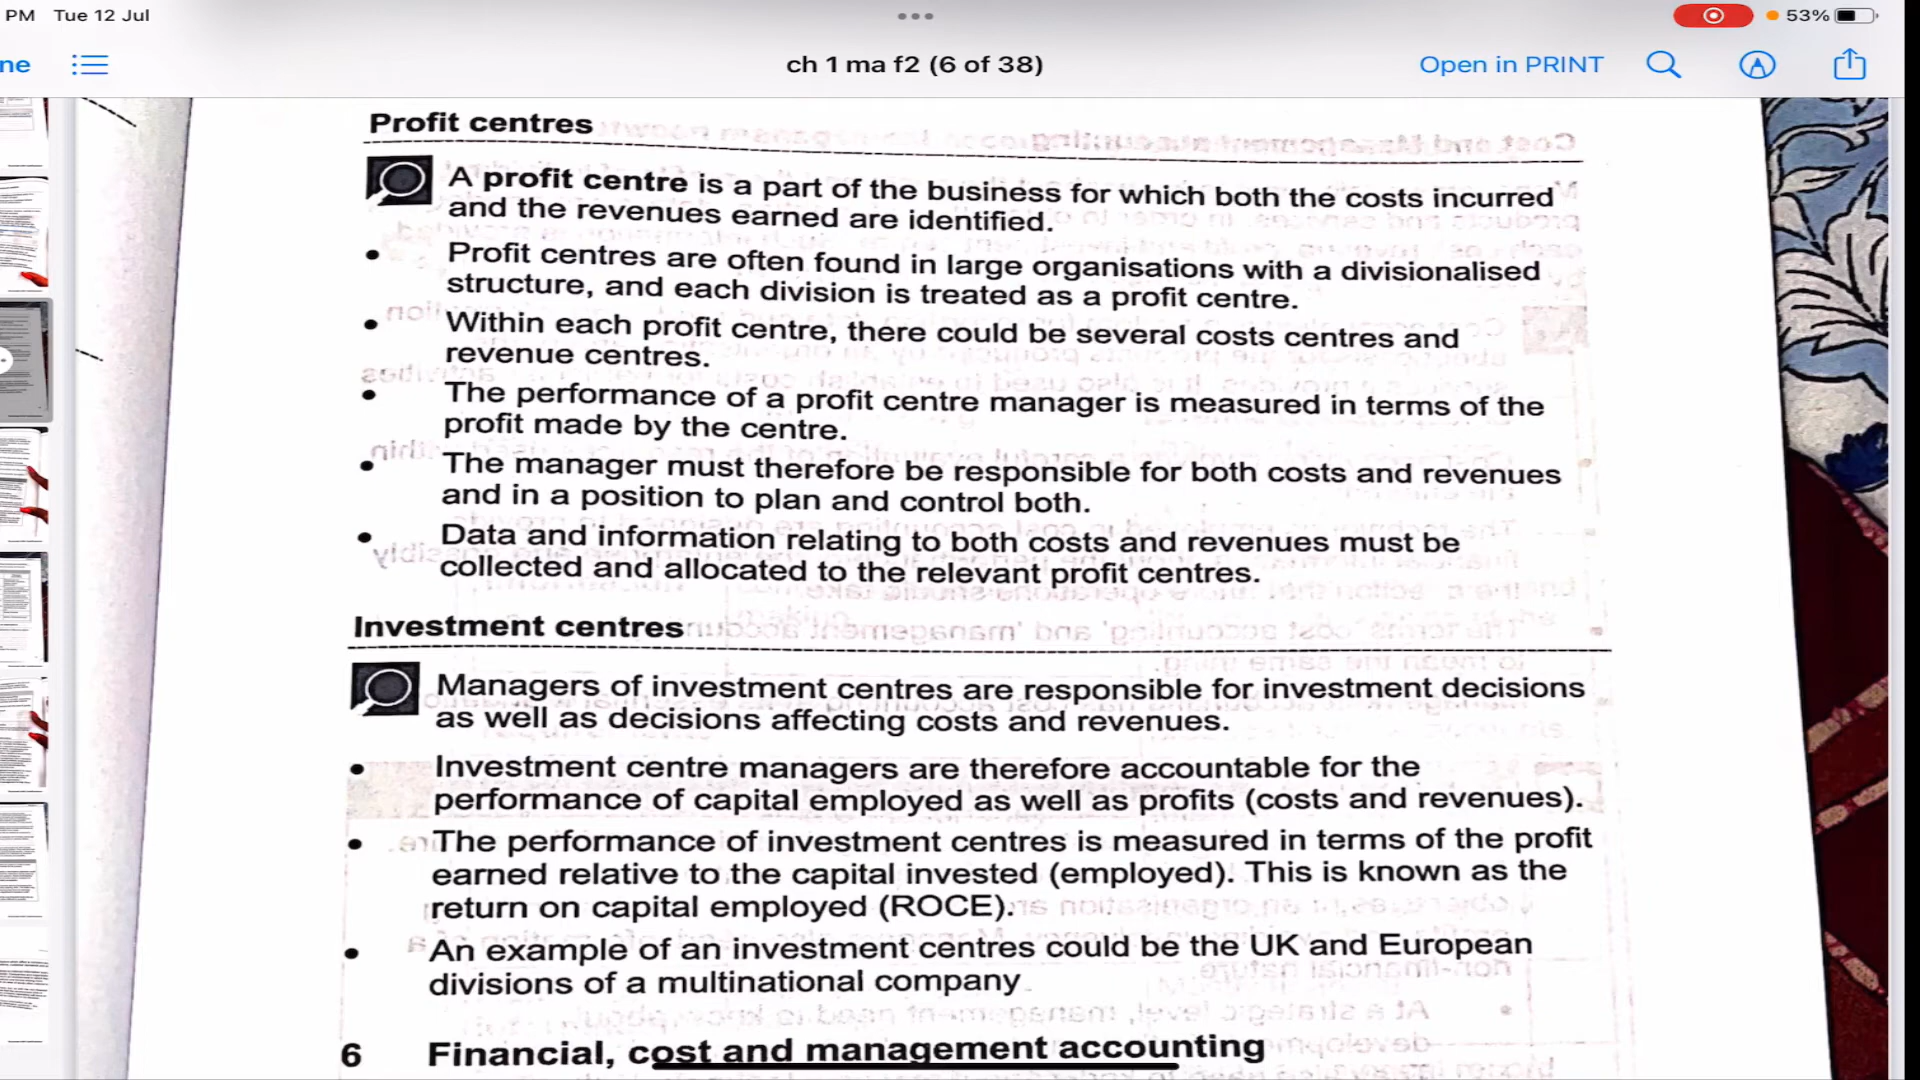 PM Tue 12 Jul
53%
ne
ch 1 ma f2 (6 of 38)
Open in PRINT
Profit centres
A profit centre is a part of the business for which both the costs incurred
and the revenues earned are identified.
• Profit centres are often found in large organisations with a divisionalised
structure, and each division is treated as a profit centre.
• Within each profit centre, there could be several costs centres and
revenue centres.
• The performance of a profit centre manager is measured in terms of the
profit made by the centre.
• The manager must therefore be responsible for both costs and revenues
and in a position to plan and control both.
• Data and information relating to both costs and revenues must be
collected and allocated to the relevant profit centres.
Investment centres
Managers of investment centres are responsible for investment decisions
as well as decisions affecting costs and revenues.
• Investment centre managers are therefore accountable for the
performance of capital employed as well as profits (costs and revenues).
• The performance of investment centres is measured in terms of the profit
earned relative to the capital invested (employed). This is known as the
return on capital employed (ROCE).
• An example of an investment centres could be the UK and European
divisions of a multinational company
6 Financial, cost and management accounting